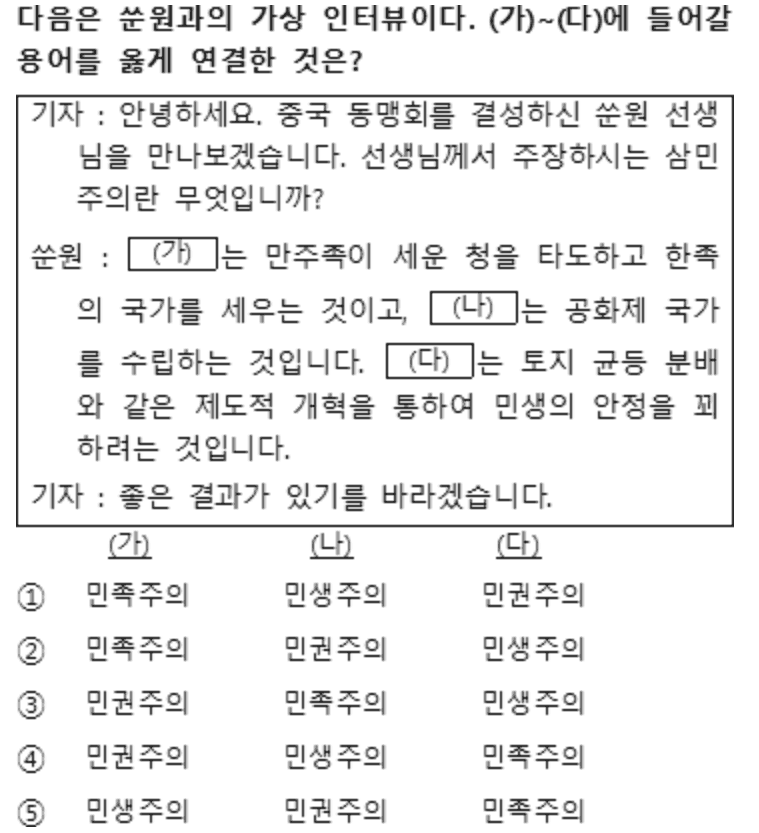 다음은 쑨원과의 가상 인터뷰이다. (가)~(다)에 들어갈
용어를 옳게 연결한 것은?
기자 : 안녕하세요. 중국 동맹회를 결성하신 쑨원 선생
님을 만나보겠습니다. 선생님께서 주장하시는 삼민
주의란 무엇입니까?
쑨원 : (가) 는 만주족이 세운 청을 타도하고 한족
의 국가를 세우는 것이고, (나) 는 공화제 국가
를 수립하는 것입니다. (다) 는 토지 균등 분배
와 같은 제도적 개혁을 통하여 민생의 안정을 꾀
하려는 것입니다.
기자 : 좋은 결과가 있기를 바라겠습니다.
(가) (나) (다)
① 민족주의 민생주의 민권주의
② 민족주의 민권주의 민생주의
③ 민권주의 민족주의 민생주의
④ 민권주의 민생주의 민족주의
⑤ 민생주의 민권주의 민족주의